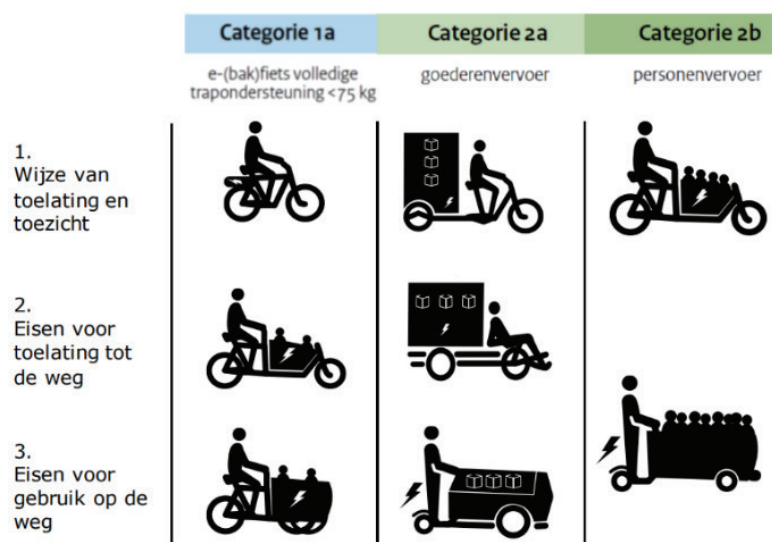 Categorie 1a
Categorie 2a
Categorie 2b
e-(bak)fiets volledige
trapondersteuning <75 kg
goederenvervoer
personenvervoer
1.
Wijze van
toelating en
toezicht
2.
Eisen voor
toelating tot
de weg
3.
Eisen voor
gebruik op de
weg